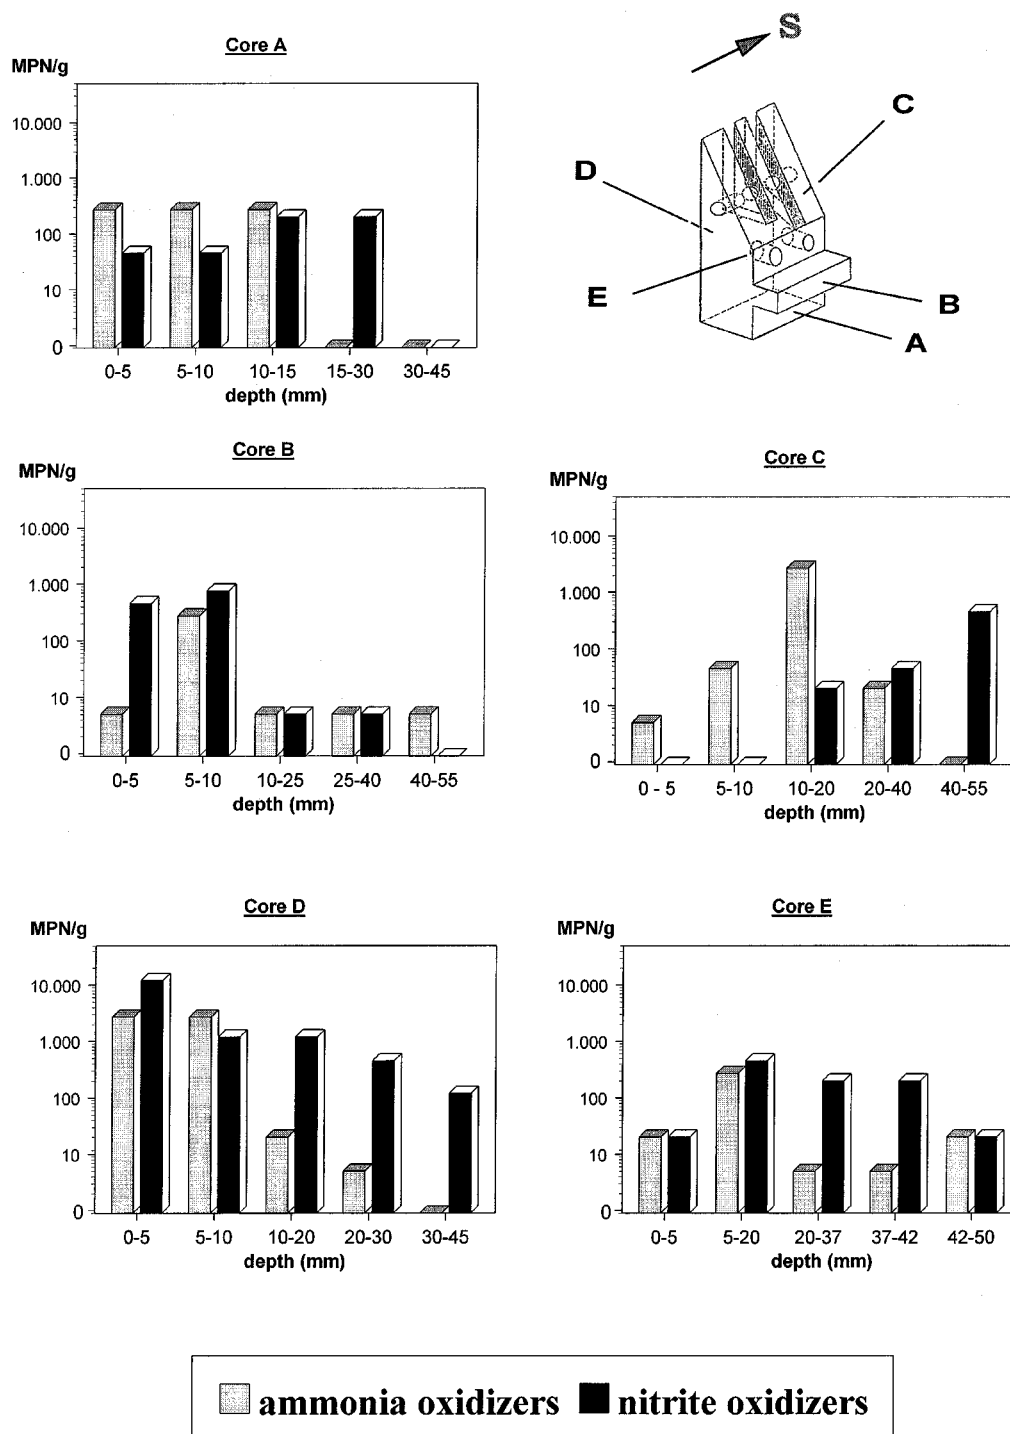 Core A
MPN/g
10.000
1.000
100
10
0
0-5 5-10 10-15 15-30 30-45
depth (mm)
S
C
D
E
B
A
Core B
MPN/g
10.000
1.000
100
10
0
0-5 5-10 10-25 25-40 40-55
depth (mm)
Core C
MPN/g
10.000
1.000
100
10
0
0 - 5 5-10 10-20 20-40 40-55
depth (mm)
Core D
MPN/g
10.000
1.000
100
10
0
0-5 5-10 10-20 20-30 30-45
depth (mm)
Core E
MPN/g
10.000
1.000
100
10
0
0-5 5-20 20-37 37-42 42-50
depth (mm)
ammonia oxidizers nitrite oxidizers